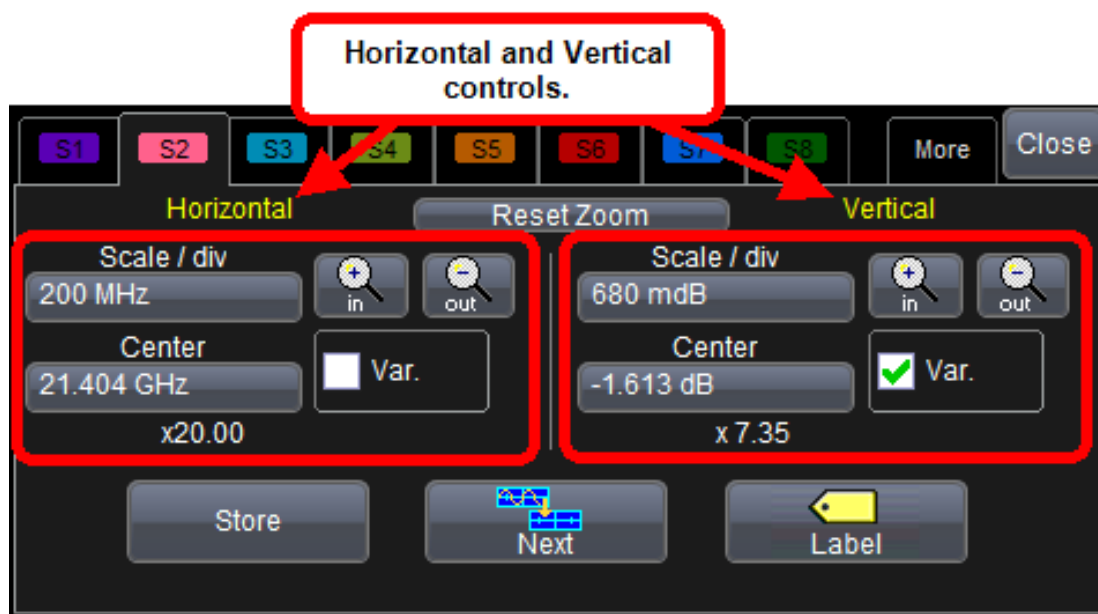 Horizontal and Vertical
controls.
S1 S2 S3 S4 S5 S6 S7 S8 More Close
Horizontal Reset Zoom Vertical
Scale / div in out Scale / div in out
200 MHz 680 mdB
Center Var. Center Var.
21.404 GHz -1.613 dB
x20.00 x 7.35
Store Next Label